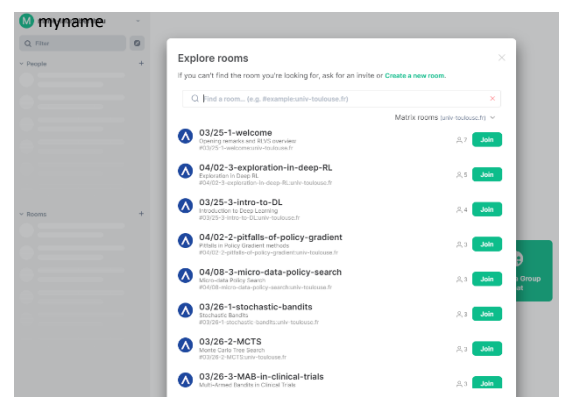 M myname
Filter
People +
Rooms +
Explore rooms
If you can't find the room you're looking for, ask for an invite or Create a new room.
Find a room... (e.g. #example:univ-toulouse.fr)
Matrix rooms (univ-toulouse.fr)
03/25-1-welcome
Opening remarks and RLVS overview
#03/25-1-welcome:univ-toulouse.fr
7 Join
04/02-3-exploration-in-deep-RL
Exploration in Deep RL
#04/02-3-exploration-in-deep-RL:univ-toulouse.fr
5 Join
03/25-3-intro-to-DL
Introduction to Deep Learning
#03/25-3-intro-to-DL:univ-toulouse.fr
4 Join
04/02-2-pitfalls-of-policy-gradient
Pitfalls in Policy Gradient methods
#04/02-2-pitfalls-of-policy-gradient:univ-toulouse.fr
3 Join
04/08-3-micro-data-policy-search
Micro-data Policy Search
#04/08-micro-data-policy-search:univ-toulouse.fr
3 Join
03/26-1-stochastic-bandits
Stochastic Bandits
#03/26-1-stochastic-bandits:univ-toulouse.fr
3 Join
03/26-2-MCTS
Monte Carlo Tree Search
#03/26-2-MCTS:univ-toulouse.fr
3 Join
03/26-3-MAB-in-clinical-trials
Multi-Armed Bandits in Clinical Trials
3 Join
Group